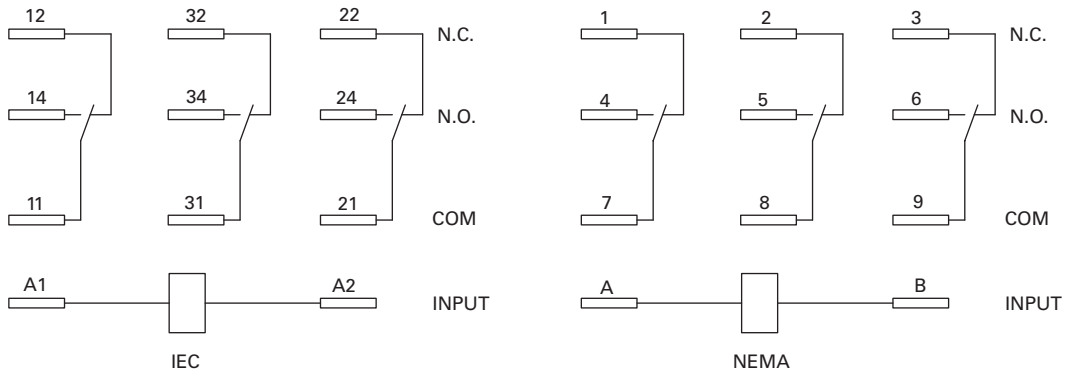 12 32 22 N.C. 1 2 3 N.C.
14 34 24 N.O. 4 5 6 N.O.
11 31 21 COM 7 8 9 COM
A1 A2 INPUT A B INPUT
IEC NEMA